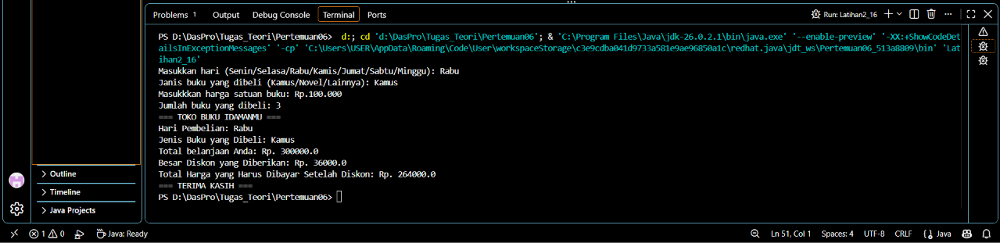 Problems 1 Output Debug Console Terminal Ports Run: Latihan2_16
PS D:\DasPro\Tugas_Teori\Pertemuan06> d:; cd 'd:\DasPro\Tugas_Teori\Pertemuan06'; & 'C:\Program Files\Java\jdk-26.0.2.1\bin\java.exe' '--enable-preview' '-XX:+ShowCodeDet
ailsInExceptionMessages' '-cp' 'C:\Users\USER\AppData\Roaming\Code\User\workspaceStorage\c3e9cdba041d9733a581e9ae96850a1c\redhat.java\jdt_ws\Pertemuan06_513a8809\bin' 'Lat
ihan2_16'
Masukkan hari (Senin/Selasa/Rabu/Kamis/Jumat/Sabtu/Minggu): Rabu
Janis buku yang dibeli (Kamus/Novel/Lainnya): Kamus
Masukkkan harga satuan buku: Rp.100.000
Jumlah buku yang dibeli: 3
=== TOKO BUKU IDAMANMU ===
Hari Pembelian: Rabu
Jenis Buku yang Dibeli: Kamus
Total belanjaan Anda: Rp. 300000.0
Besar Diskon yang Diberikan: Rp. 36000.0
Total Harga yang Harus Dibayar Setelah Diskon: Rp. 264000.0
=== TERIMA KASIH ===
PS D:\DasPro\Tugas_Teori\Pertemuan06>
Outline
Timeline
Java Projects
1 0 Java: Ready Ln 51, Col 1 Spaces: 4 UTF-8 CRLF Java